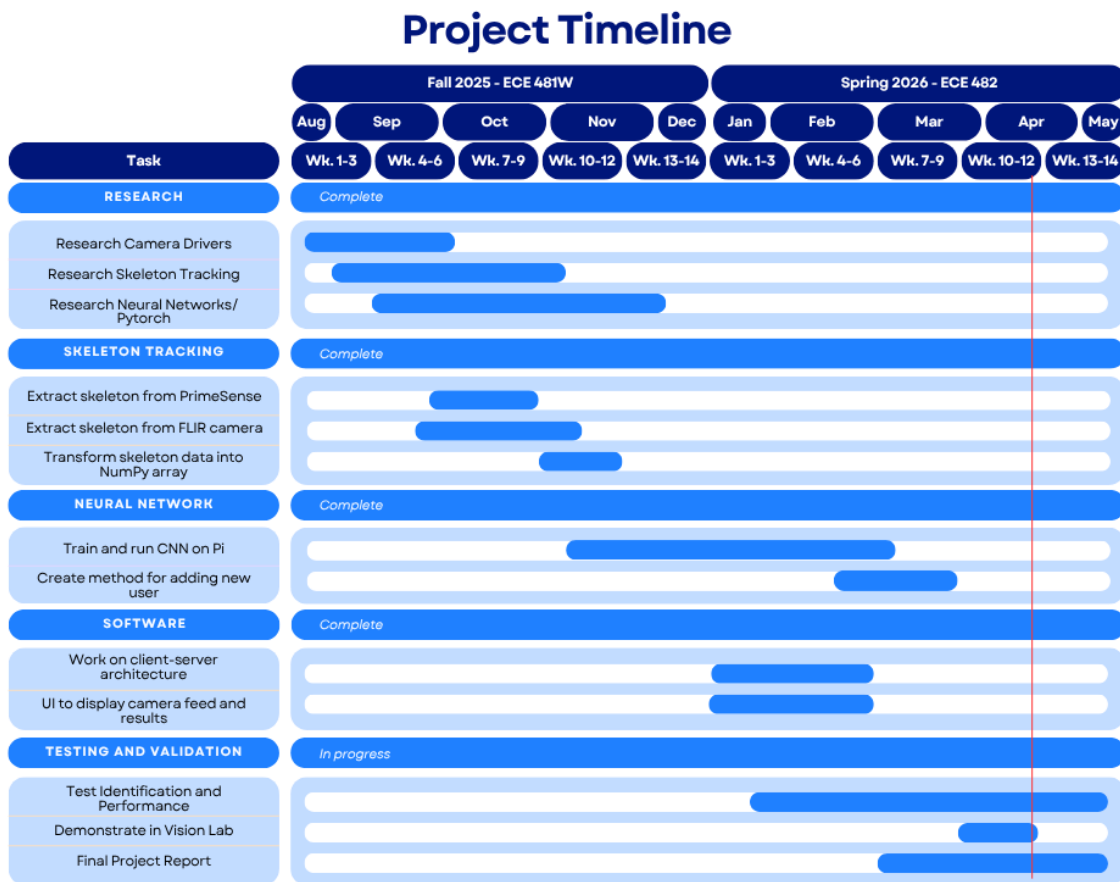 Project Timeline
Fall 2025 - ECE 481W
Spring 2026 - ECE 482
Aug
Sep
Oct
Nov
Dec
Jan
Feb
Mar
Apr
May
Task
Wk. 1-3
Wk. 4-6
Wk. 7-9
Wk. 10-12
Wk. 13-14
Wk. 1-3
Wk. 4-6
Wk. 7-9
Wk. 10-12
Wk. 13-14
RESEARCH
Complete
Research Camera Drivers
Research Skeleton Tracking
Research Neural Networks/
Pytorch
SKELETON TRACKING
Complete
Extract skeleton from PrimeSense
Extract skeleton from FLIR camera
Transform skeleton data into
NumPy array
NEURAL NETWORK
Complete
Train and run CNN on Pi
Create method for adding new
user
SOFTWARE
Complete
Work on client-server
architecture
UI to display camera feed and
results
TESTING AND VALIDATION
In progress
Test Identification and
Performance
Demonstrate in Vision Lab
Final Project Report